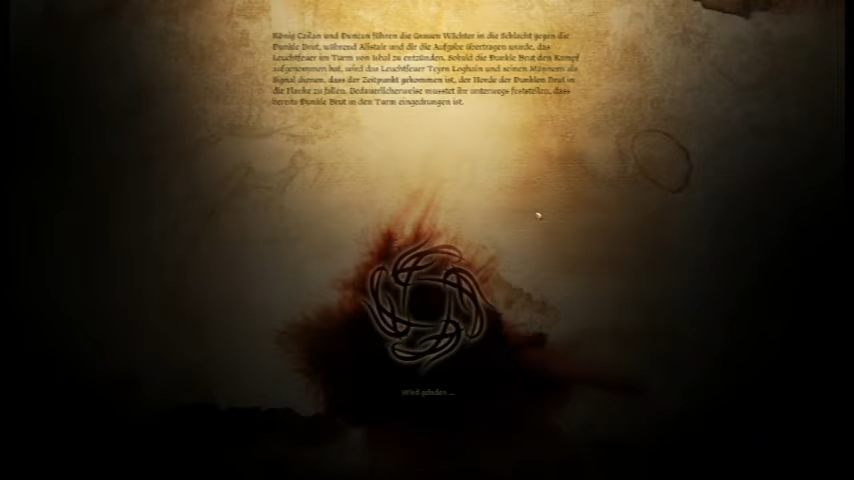 König Cailan und Duncan führen die Grauen Wächter in die Schlacht gegen die
Dunkle Brut, während Alistair und dir die Aufgabe übertragen wurde, das
Leuchtfeuer im Turm von Ishal zu entzünden. Sobald die Dunkle Brut den Kampf
aufgenommen hat, wird das Leuchtfeuer Teyrn Loghain und seinen Männern als
Signal dienen, dass der Zeitpunkt gekommen ist, der Horde der Dunklen Brut in
die Flanke zu fallen. Bedauerlicherweise musstet ihr unterwegs feststellen, dass
bereits Dunkle Brut in den Turm eingedrungen ist.
Wird geladen ...